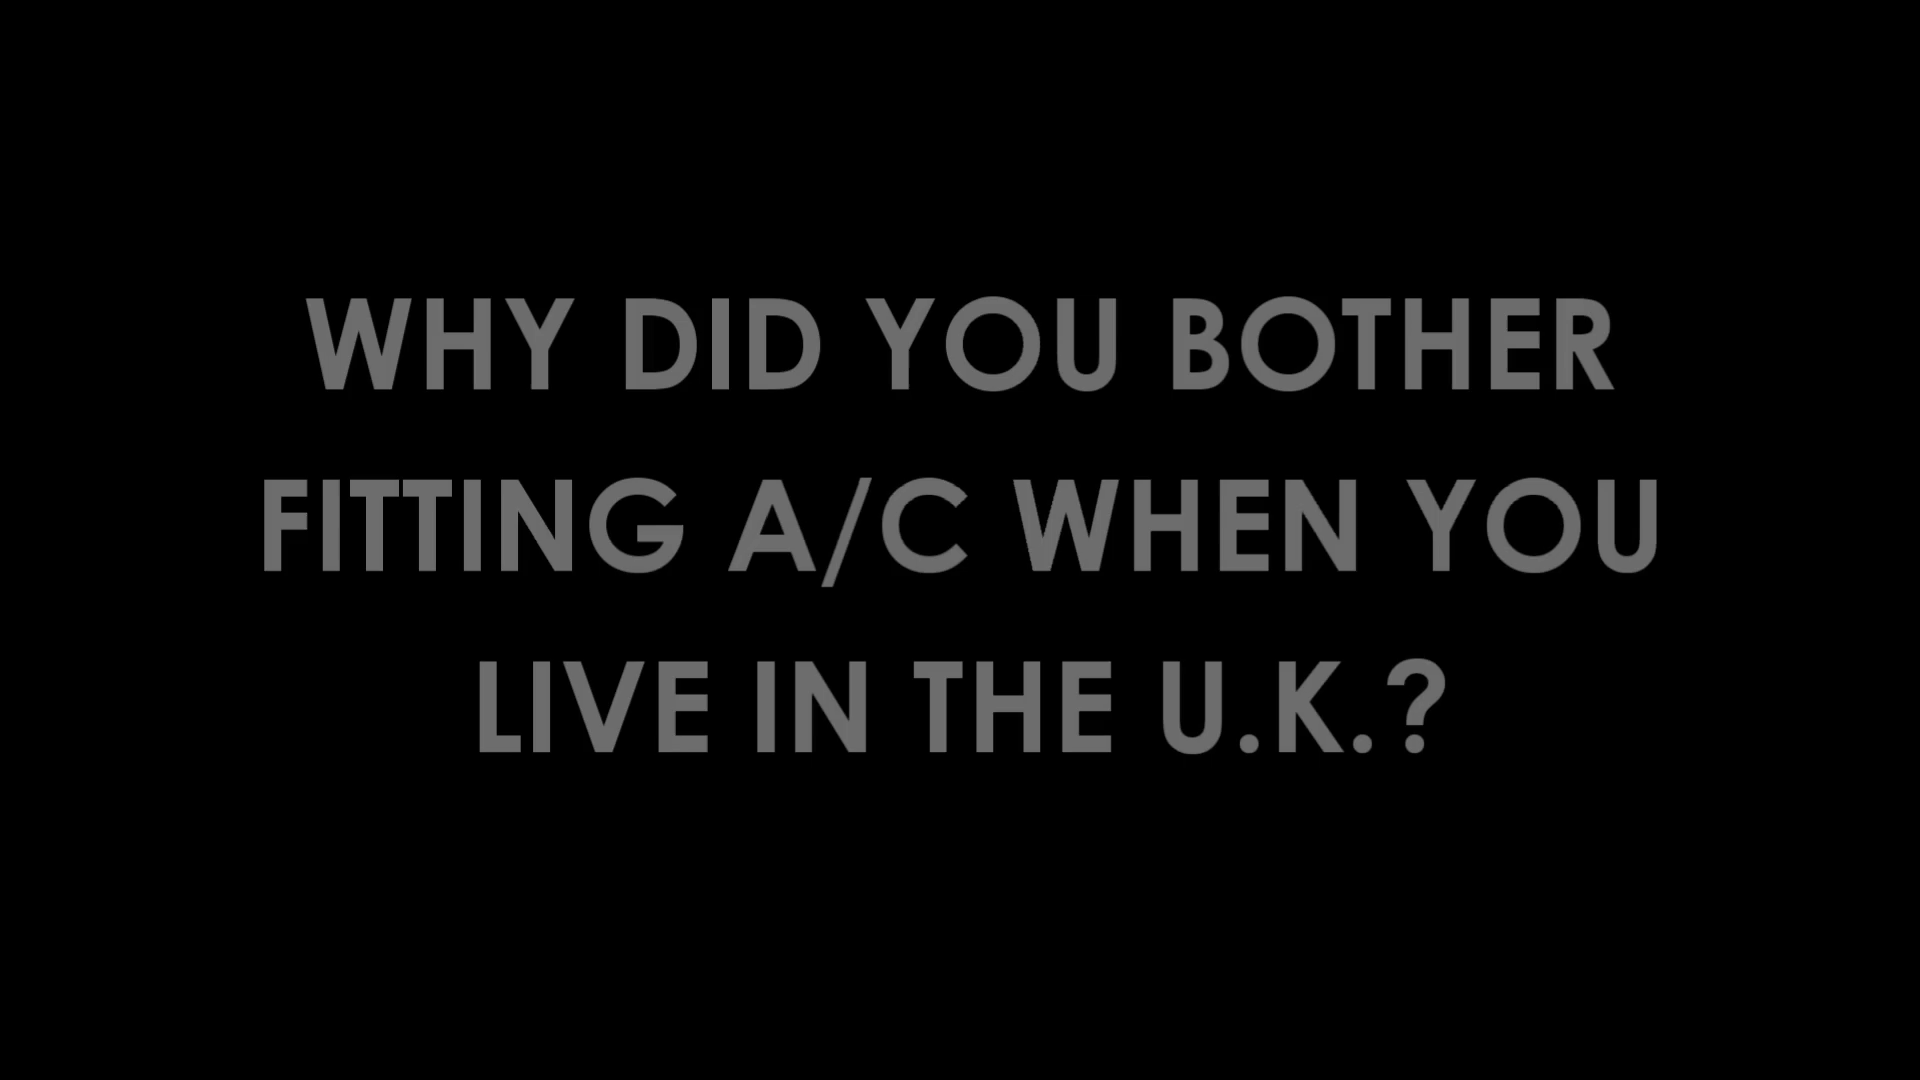 WHY DID YOU BOTHER
FITTING A/C WHEN YOU
LIVE IN THE U.K.?